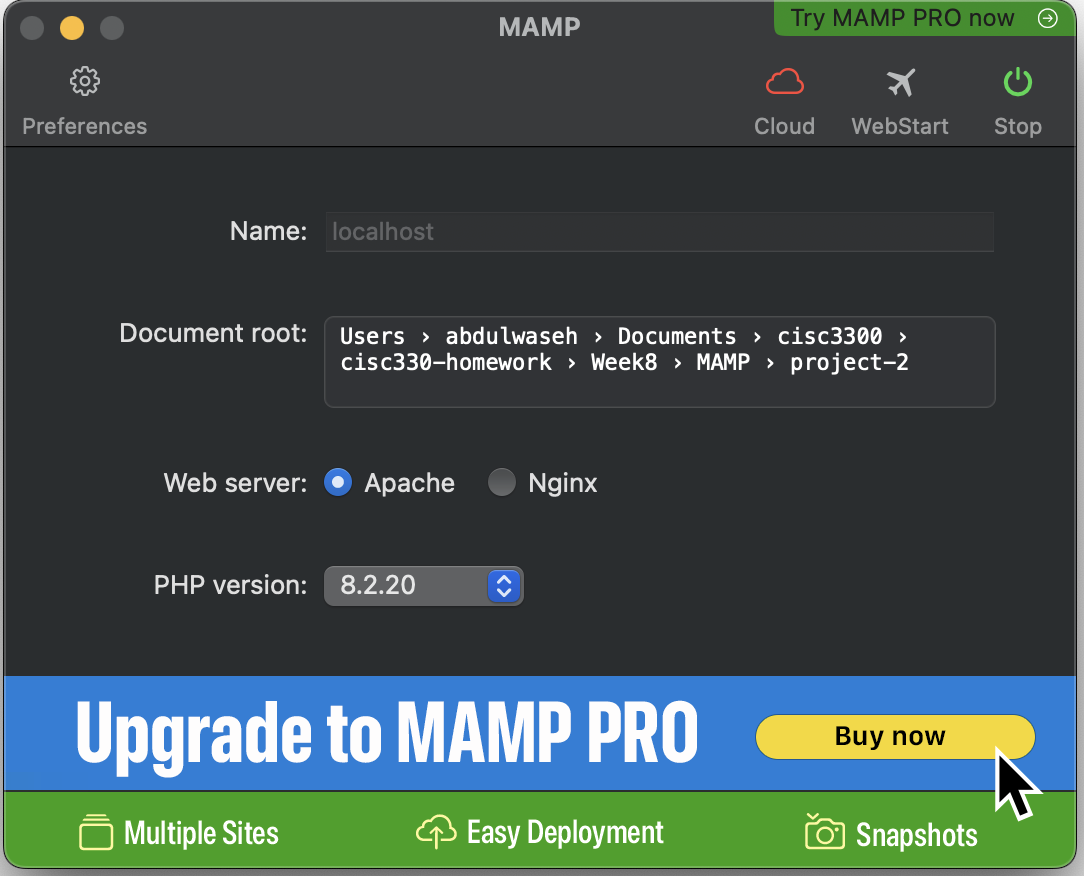 MAMP
Try MAMP PRO now
Preferences
Cloud
WebStart
Stop
Name: localhost
Document root: Users › abdulwaseh › Documents › cisc3300 ›
cisc330-homework › Week8 › MAMP › project-2
Web server: Apache Nginx
PHP version: 8.2.20
Upgrade to MAMP PRO
Buy now
Multiple Sites
Easy Deployment
Snapshots